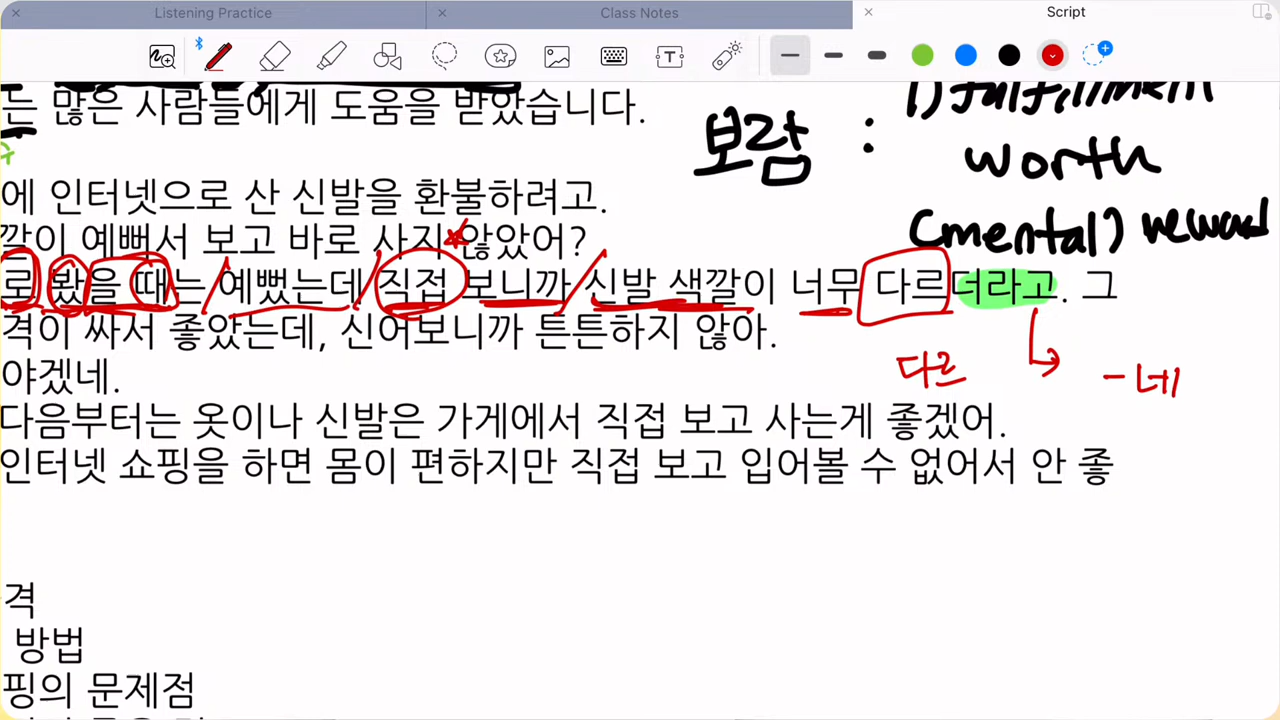 Listening Practice
Class Notes
Script
는 많은 사람들에게 도움을 받았습니다.
보람 : 1) fulfillment
worth
(mental) reward
에 인터넷으로 산 신발을 환불하려고.
깔이 예뻐서 보고 바로 사지 않았어?
로 봤을 때는 예뻤는데 직접 보니까 신발 색깔이 너무 다르더라고. 그
격이 싸서 좋았는데, 신어보니까 튼튼하지 않아.
다르 -네
야겠네.
다음부터는 옷이나 신발은 가게에서 직접 보고 사는게 좋겠어.
인터넷 쇼핑을 하면 몸이 편하지만 직접 보고 입어볼 수 없어서 안 좋
격
방법
핑의 문제점